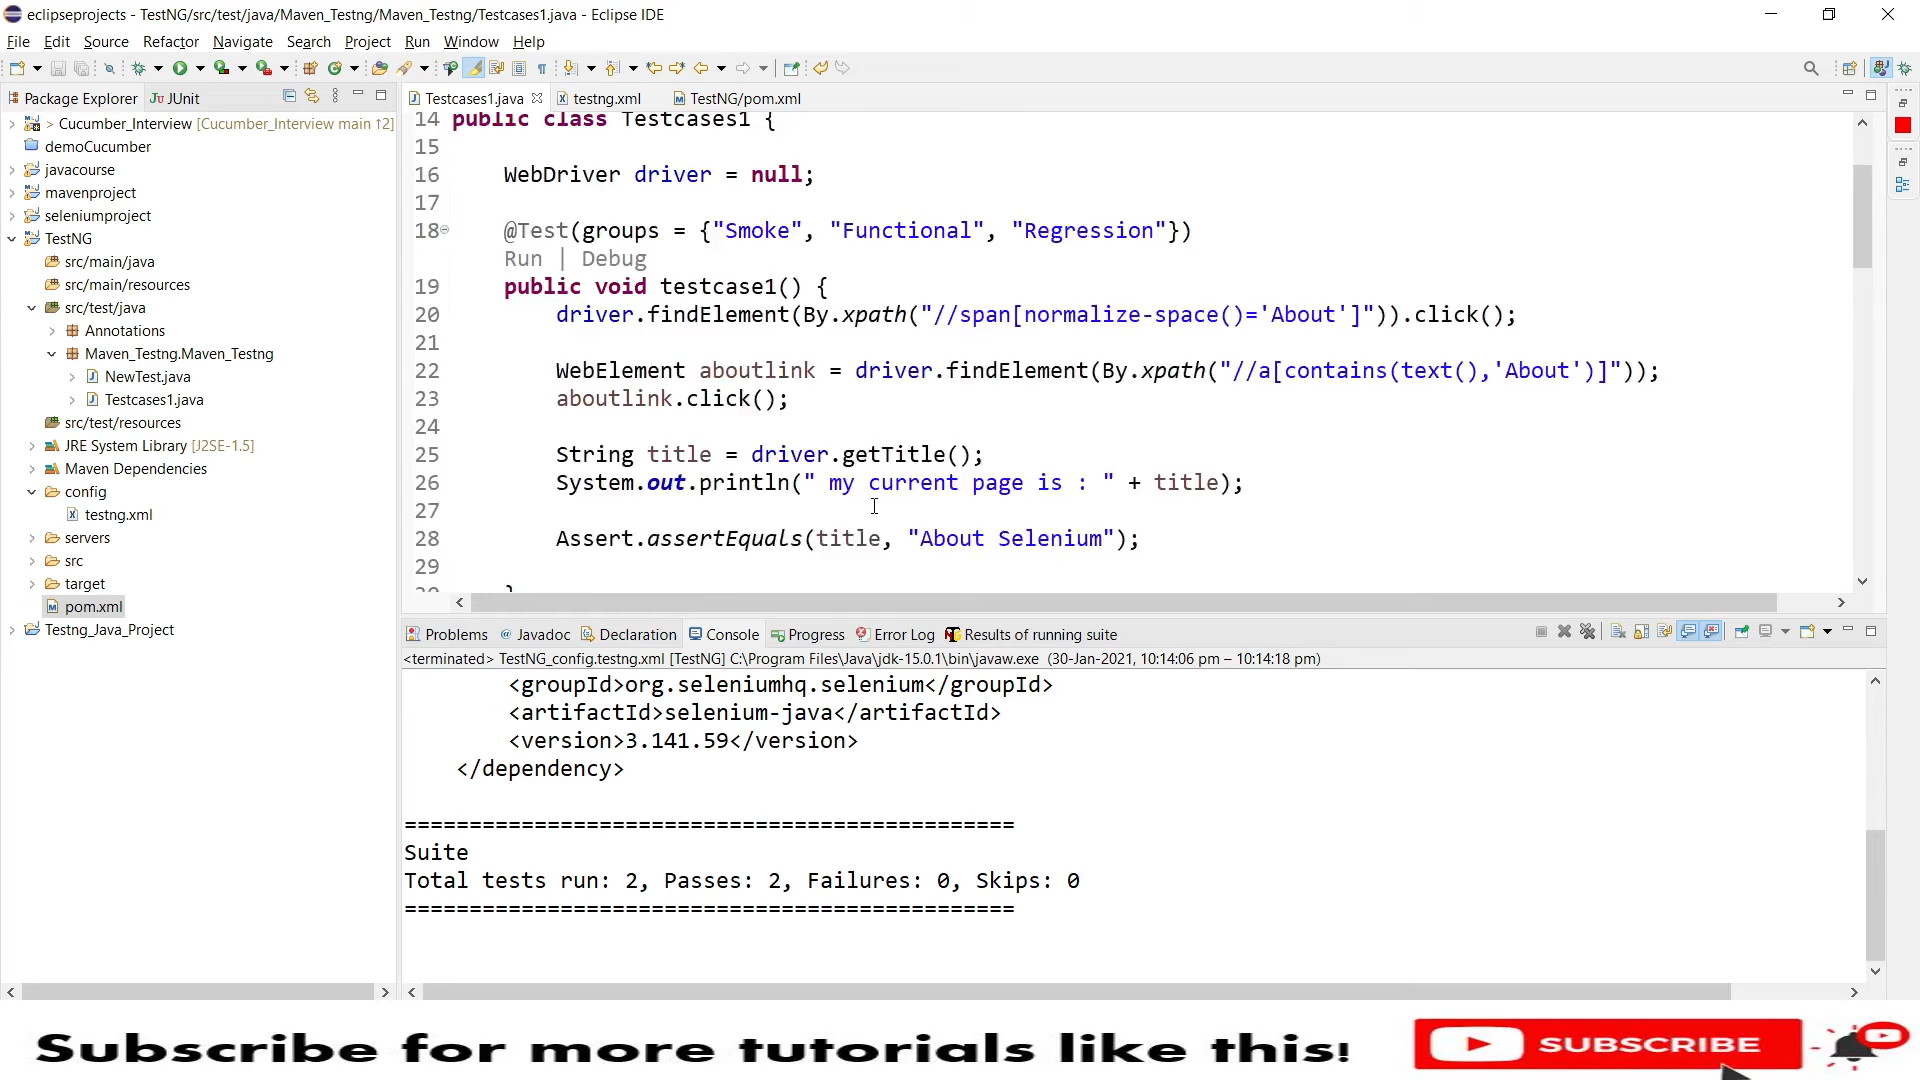 eclipseprojects - TestNG/src/test/java/Maven_Testng/Maven_Testng/Testcases1.java - Eclipse IDE
File Edit Source Refactor Navigate Search Project Run Window Help
Package Explorer JUnit
> Cucumber_Interview [Cucumber_Interview main ↑2]
demoCucumber
javacourse
mavenproject
seleniumproject
TestNG
src/main/java
src/main/resources
src/test/java
Annotations
Maven_Testng.Maven_Testng
NewTest.java
Testcases1.java
src/test/resources
JRE System Library [J2SE-1.5]
Maven Dependencies
config
testng.xml
servers
src
target
pom.xml
Testng_Java_Project
Testcases1.java testng.xml TestNG/pom.xml
14 public class Testcases1 {
15
16 WebDriver driver = null;
17
18 @Test(groups = {"Smoke", "Functional", "Regression"})
Run | Debug
19 public void testcase1() {
20 driver.findElement(By.xpath("//span[normalize-space()='About']")).click();
21
22 WebElement aboutlink = driver.findElement(By.xpath("//a[contains(text(),'About')]"));
23 aboutlink.click();
24
25 String title = driver.getTitle();
26 System.out.println(" my current page is : " + title);
27
28 Assert.assertEquals(title, "About Selenium");
29
Problems Javadoc Declaration Console Progress Error Log Results of running suite
<terminated> TestNG_config.testng.xml [TestNG] C:\Program Files\Java\jdk-15.0.1\bin\javaw.exe (30-Jan-2021, 10:14:06 pm – 10:14:18 pm)
<groupId>org.seleniumhq.selenium</groupId>
<artifactId>selenium-java</artifactId>
<version>3.141.59</version>
</dependency>
===============================================
Suite
Total tests run: 2, Passes: 2, Failures: 0, Skips: 0
===============================================
Subscribe for more tutorials like this! SUBSCRIBE